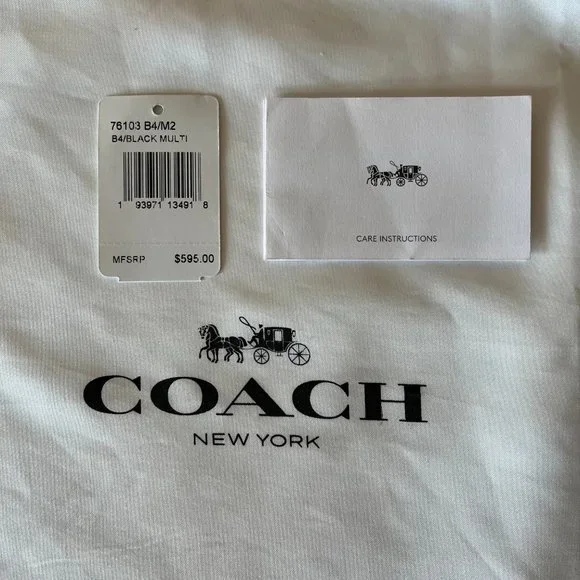 76103 B4/M2
B4/BLACK MULTI
1 93971 13491 8
MFSRP $595.00
CARE INSTRUCTIONS
COACH
NEW YORK